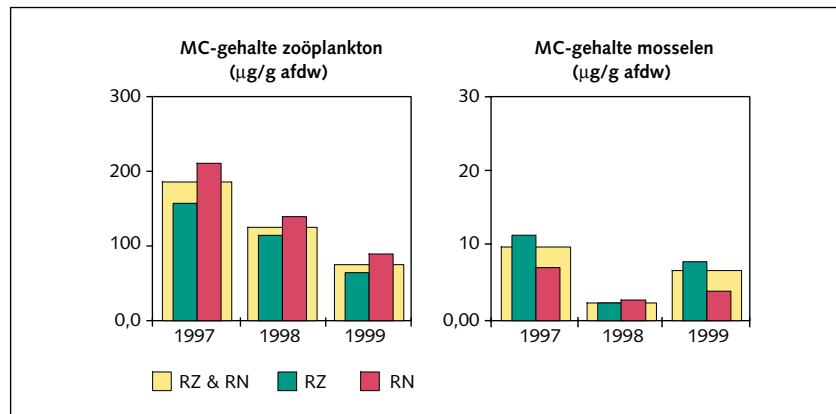 MC-gehalte zoöplankton
(µg/g afdw)
300
200
100
0,0
1997 1998 1999
MC-gehalte mosselen
(µg/g afdw)
30
20
10
0,00
1997 1998 1999
RZ & RN RZ RN